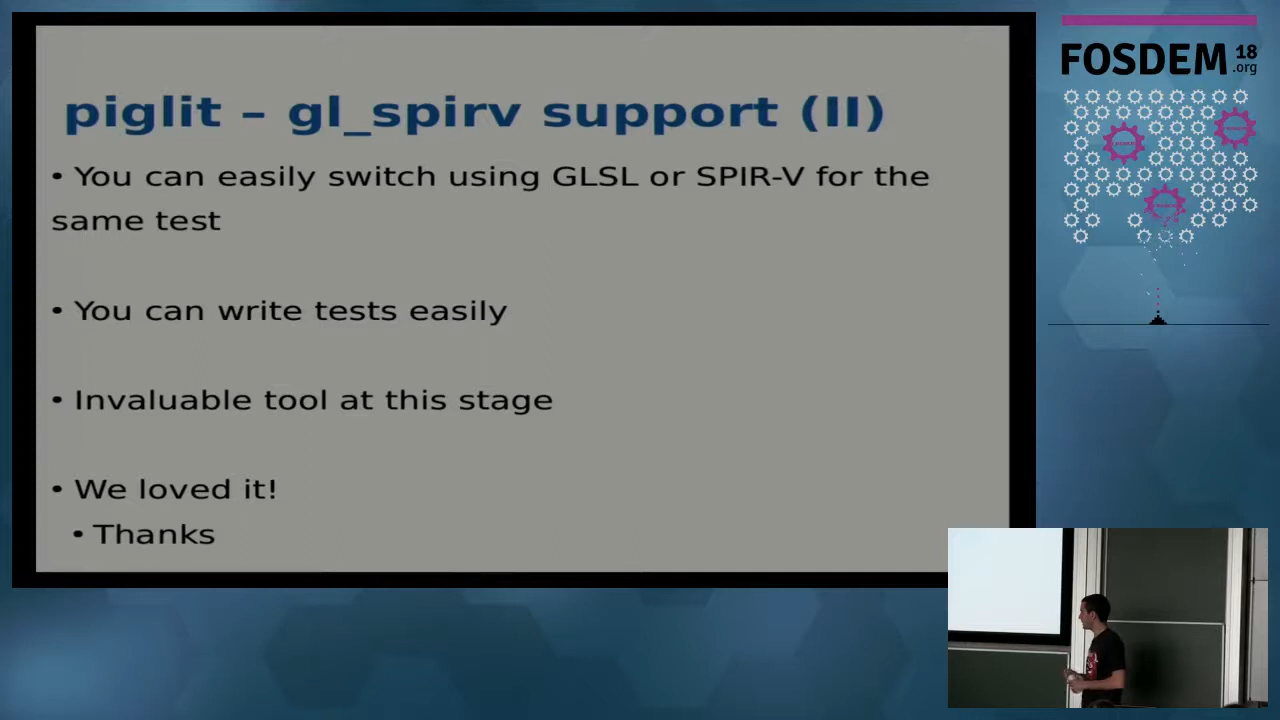 piglit – gl_spirv support (II)
• You can easily switch using GLSL or SPIR-V for the
same test
• You can write tests easily
• Invaluable tool at this stage
• We loved it!
• Thanks
FOSDEM 18
.org